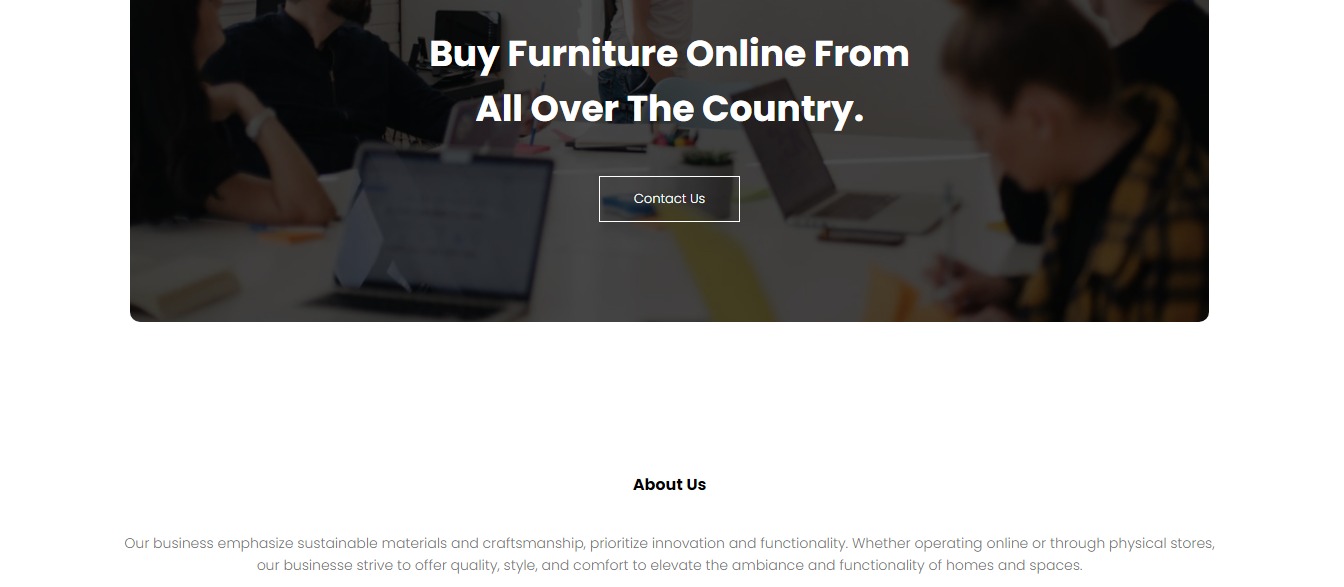 Buy Furniture Online From
All Over The Country.
Contact Us
About Us
Our business emphasize sustainable materials and craftsmanship, prioritize innovation and functionality. Whether operating online or through physical stores,
our businesse strive to offer quality, style, and comfort to elevate the ambiance and functionality of homes and spaces.